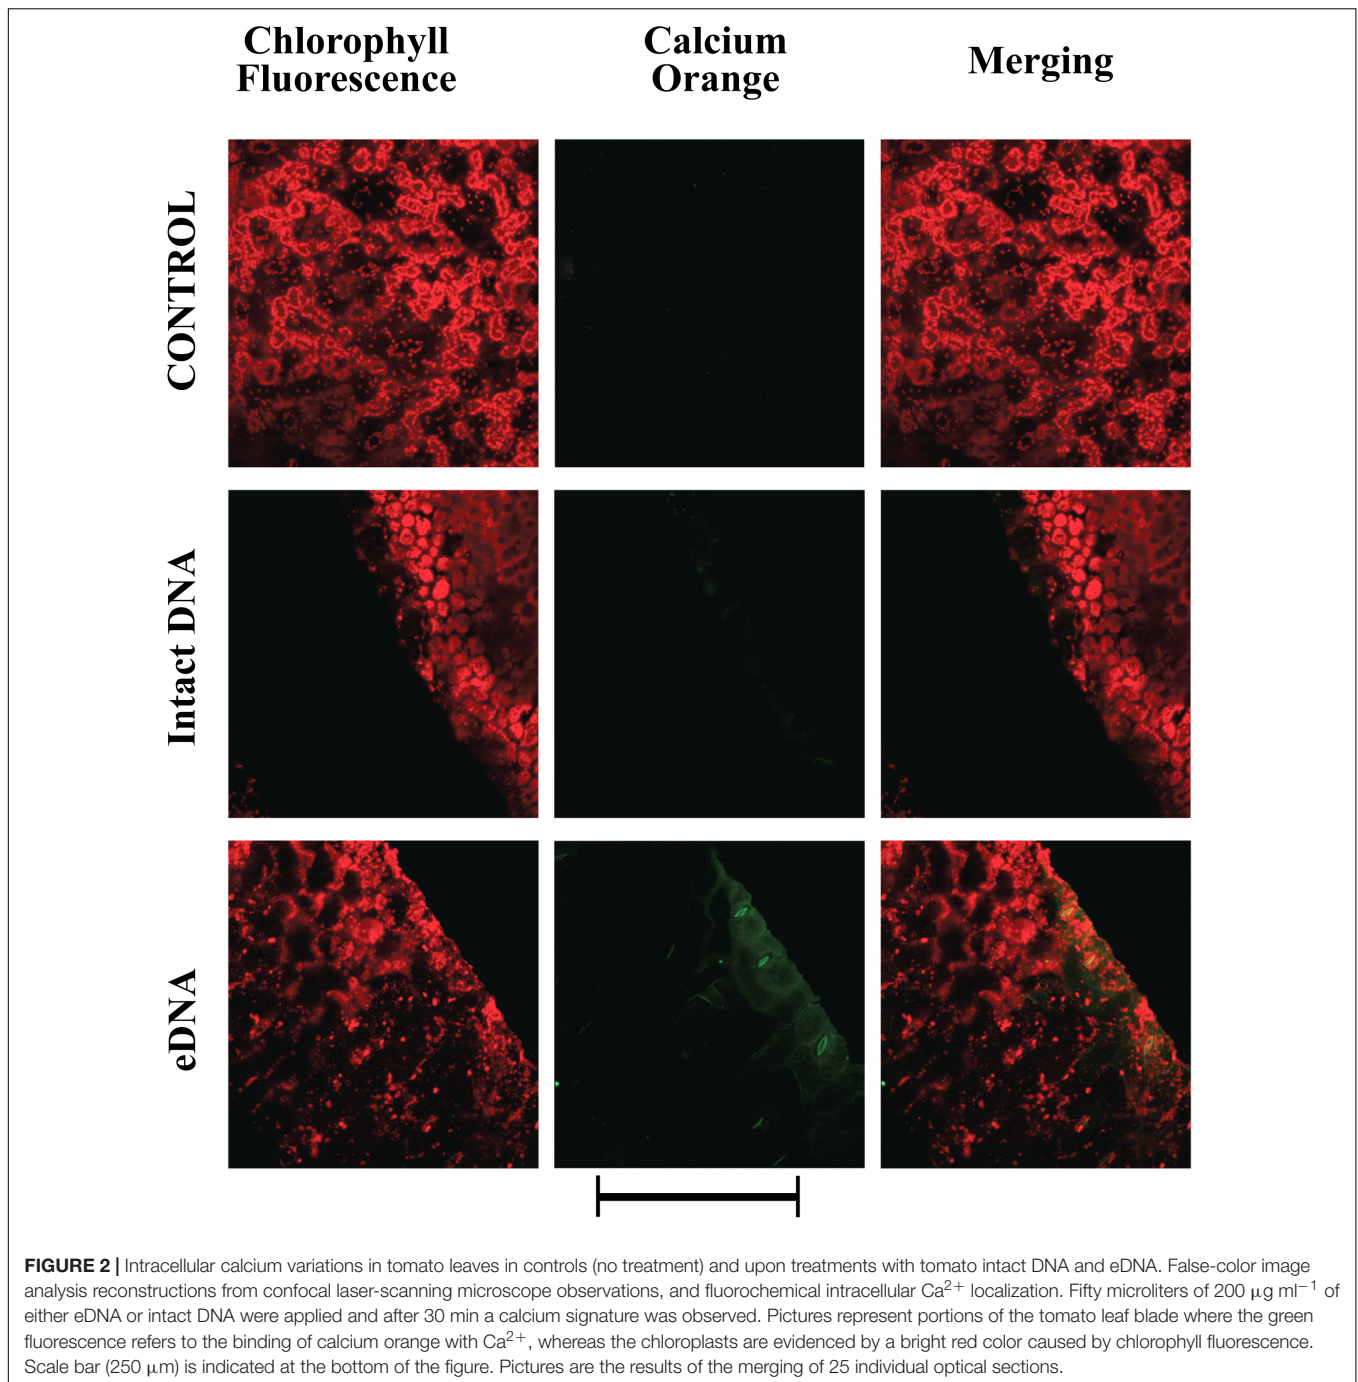 Chlorophyll
Fluorescence
Calcium
Orange
Merging
CONTROL
Intact DNA
eDNA
FIGURE 2 | Intracellular calcium variations in tomato leaves in controls (no treatment) and upon treatments with tomato intact DNA and eDNA. False-color image
analysis reconstructions from confocal laser-scanning microscope observations, and fluorochemical intracellular Ca²⁺ localization. Fifty microliters of 200 μg ml⁻¹ of
either eDNA or intact DNA were applied and after 30 min a calcium signature was observed. Pictures represent portions of the tomato leaf blade where the green
fluorescence refers to the binding of calcium orange with Ca²⁺, whereas the chloroplasts are evidenced by a bright red color caused by chlorophyll fluorescence.
Scale bar (250 μm) is indicated at the bottom of the figure. Pictures are the results of the merging of 25 individual optical sections.